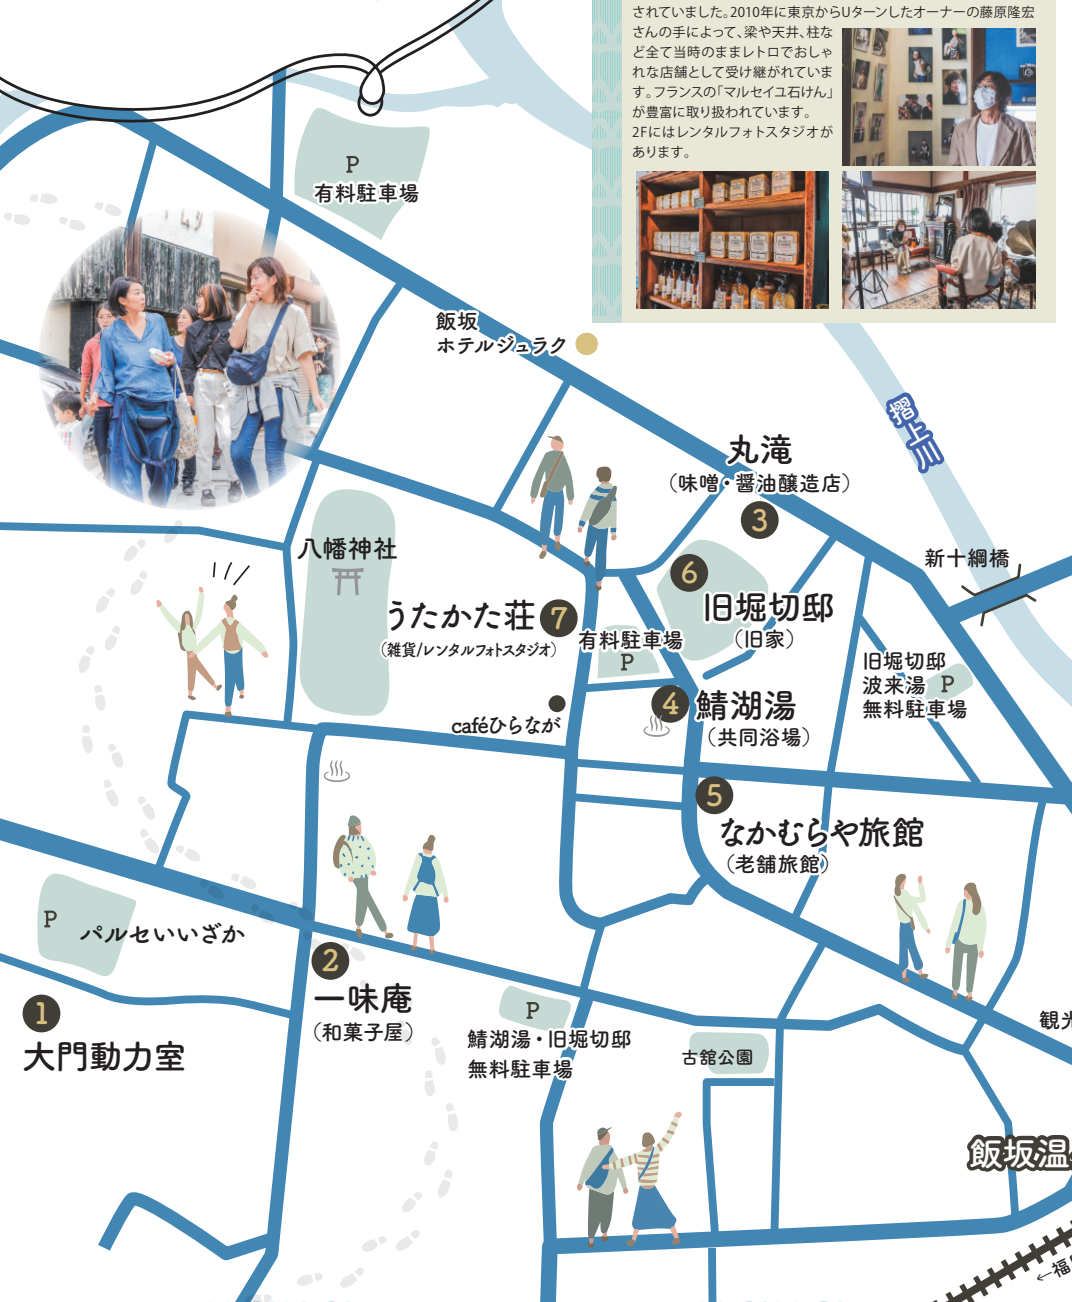 されていました。2010年に東京からUターンしたオーナーの藤原隆宏
さんの手によって、梁や天井、柱な
ど全て当時のままレトロでおしゃ
れな店舗として受け継がれていま
す。フランスの「マルセイユ石けん」
が豊富に取り扱われています。
2Fにはレンタルフォトスタジオが
あります。
P
有料駐車場
飯坂
ホテルジュラク
摺上川
丸滝
（味噌・醤油醸造店）
3
新十綱橋
八幡神社
6
旧堀切邸
（旧家）
うたかた荘 7
（雑貨/レンタルフォトスタジオ）
有料駐車場
P
旧堀切邸
波来湯 P
無料駐車場
4 鯖湖湯
（共同浴場）
caféひらなが
5
なかむらや旅館
（老舗旅館）
P
パルセいいざか
2
一味庵
（和菓子屋）
1
大門動力室
P
鯖湖湯・旧堀切邸
無料駐車場
古舘公園
観光
飯坂温
←福